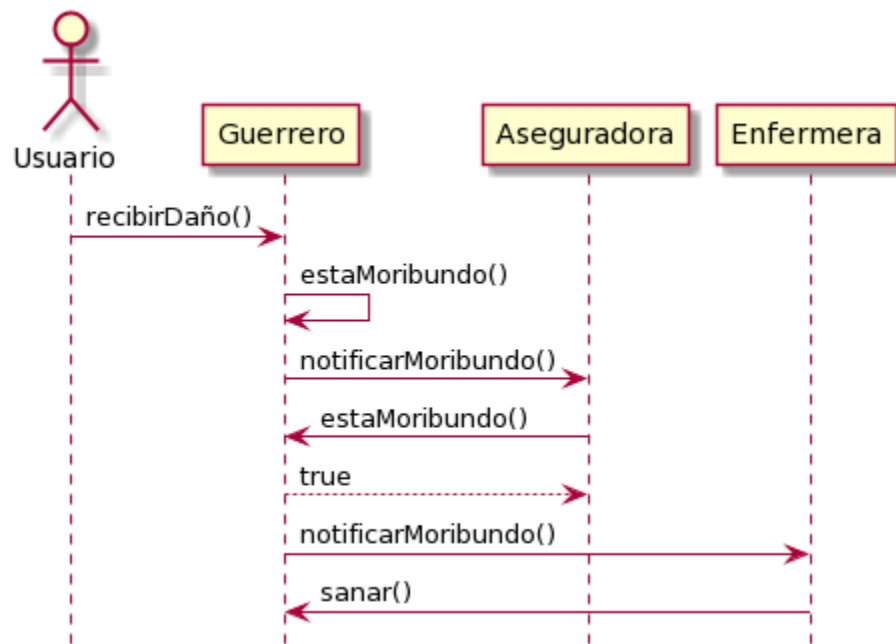 Usuario
Guerrero
Aseguradora
Enfermera
recibirDaño()
estaMoribundo()
notificarMoribundo()
estaMoribundo()
true
notificarMoribundo()
sanar()